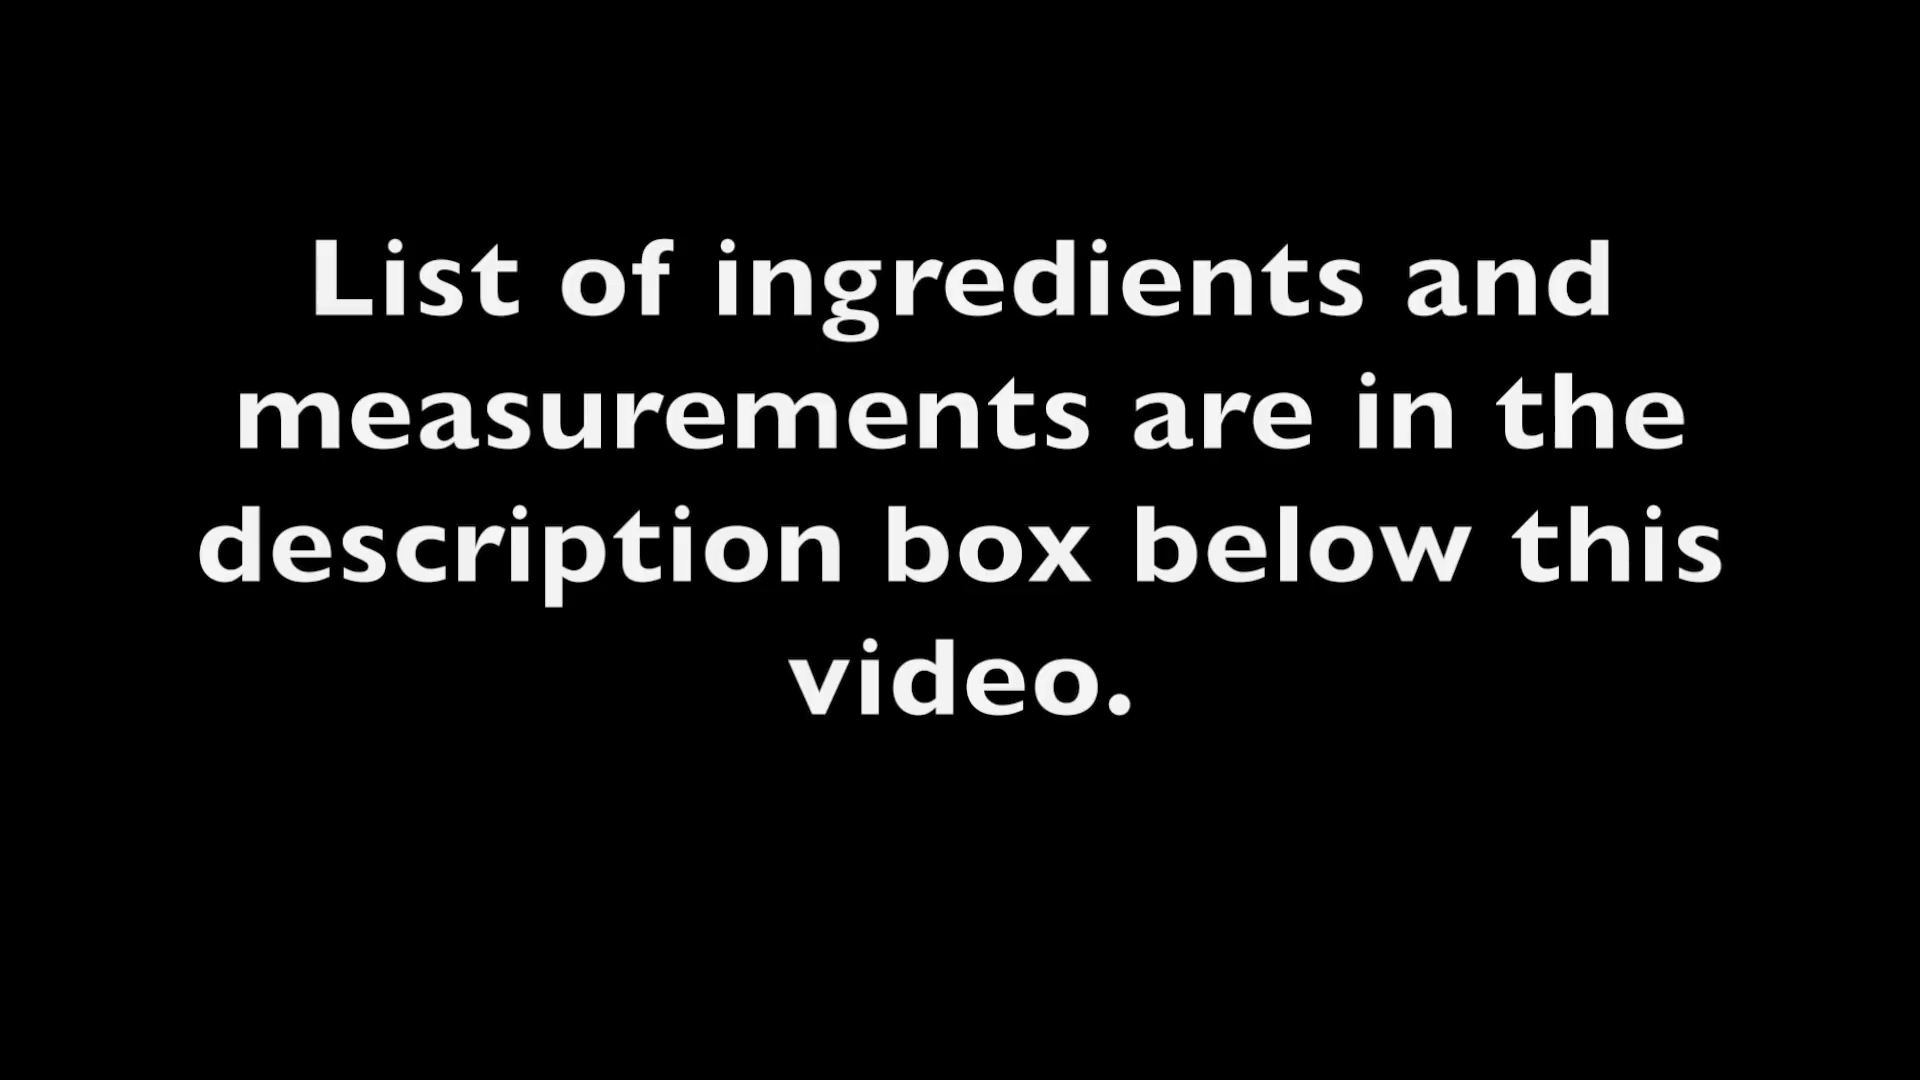 List of ingredients and
measurements are in the
description box below this
video.